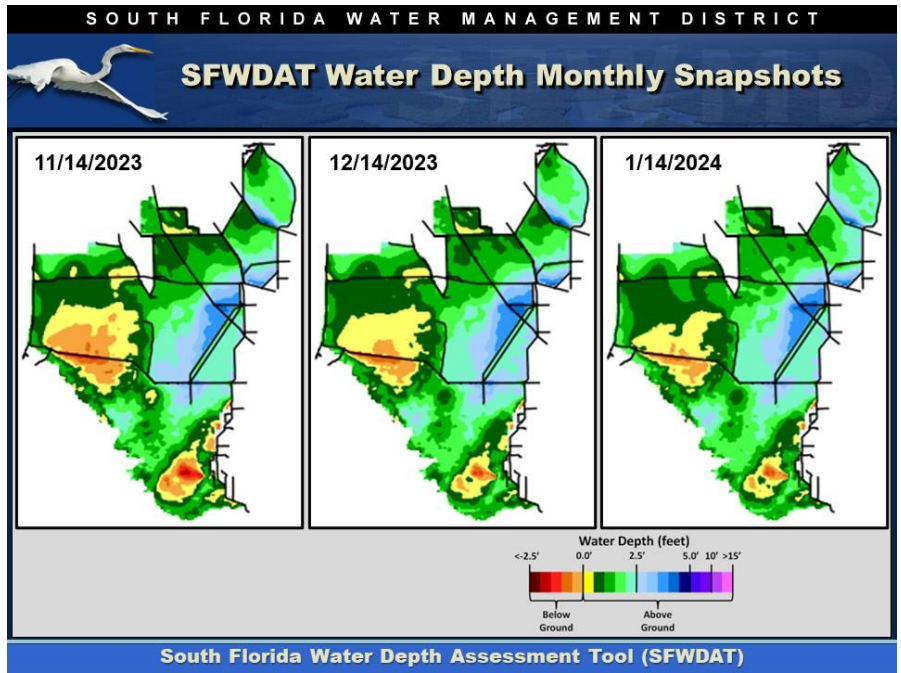 SOUTH FLORIDA WATER MANAGEMENT DISTRICT
SFWDAT Water Depth Monthly Snapshots
11/14/2023
12/14/2023
1/14/2024
Water Depth (feet)
<-2.5' 0.0' 2.5' 5.0' 10' >15'
Below Ground
Above Ground
South Florida Water Depth Assessment Tool (SFWDAT)